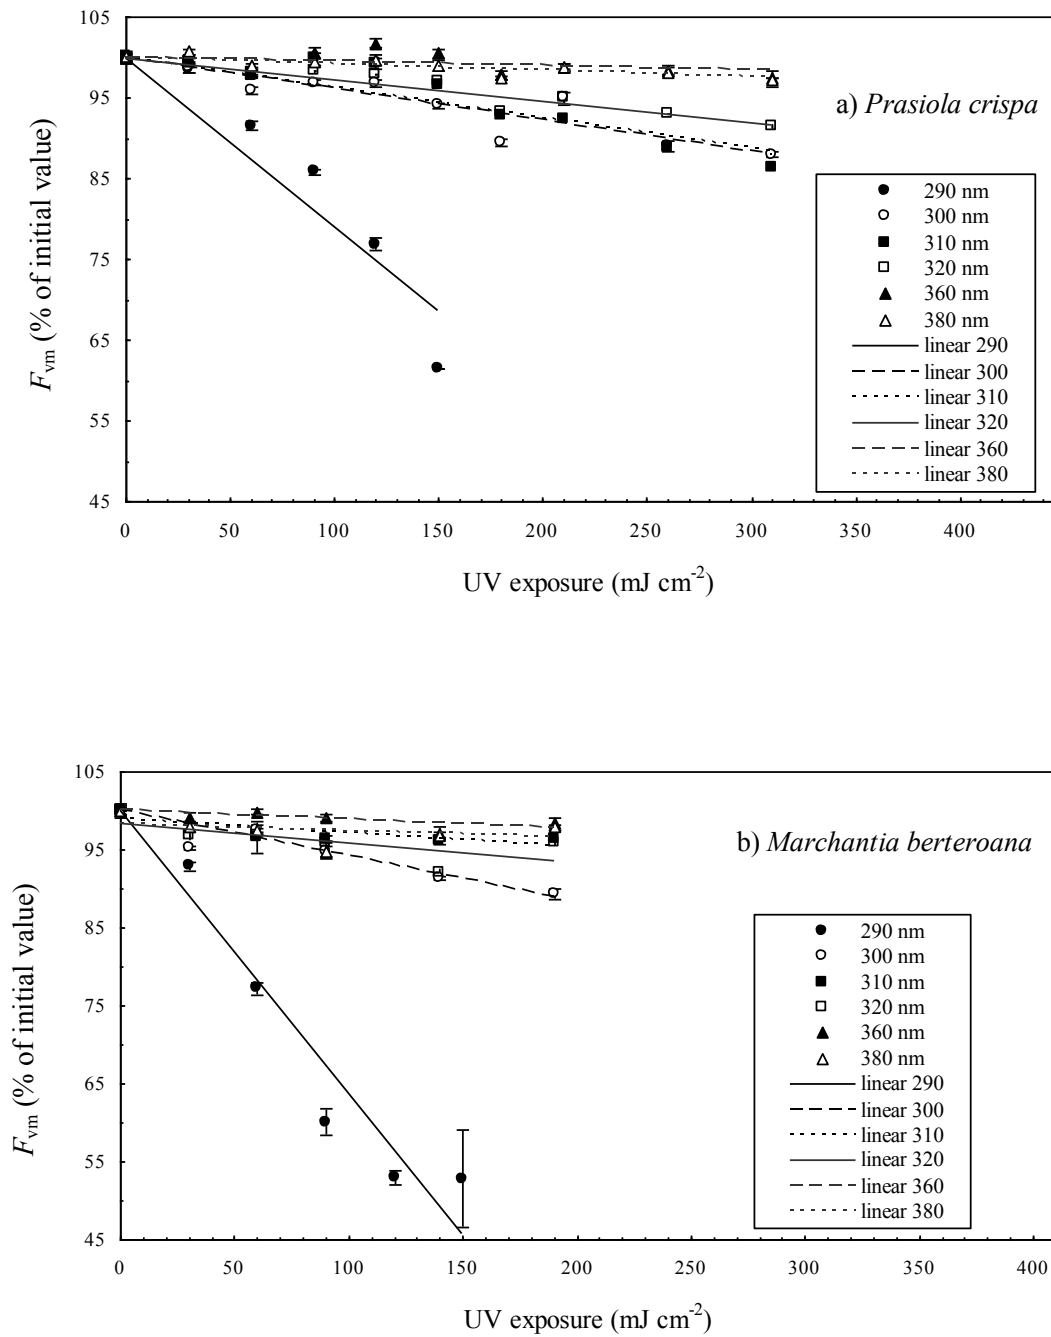 105
95
85
75
65
55
45
F_vm (% of initial value)
a) Prasiola crispa
290 nm
300 nm
310 nm
320 nm
360 nm
380 nm
linear 290
linear 300
linear 310
linear 320
linear 360
linear 380
0 50 100 150 200 250 300 350 400
UV exposure (mJ cm⁻²)
105
95
85
75
65
55
45
F_vm (% of initial value)
b) Marchantia berteroana
290 nm
300 nm
310 nm
320 nm
360 nm
380 nm
linear 290
linear 300
linear 310
linear 320
linear 360
linear 380
0 50 100 150 200 250 300 350 400
UV exposure (mJ cm⁻²)